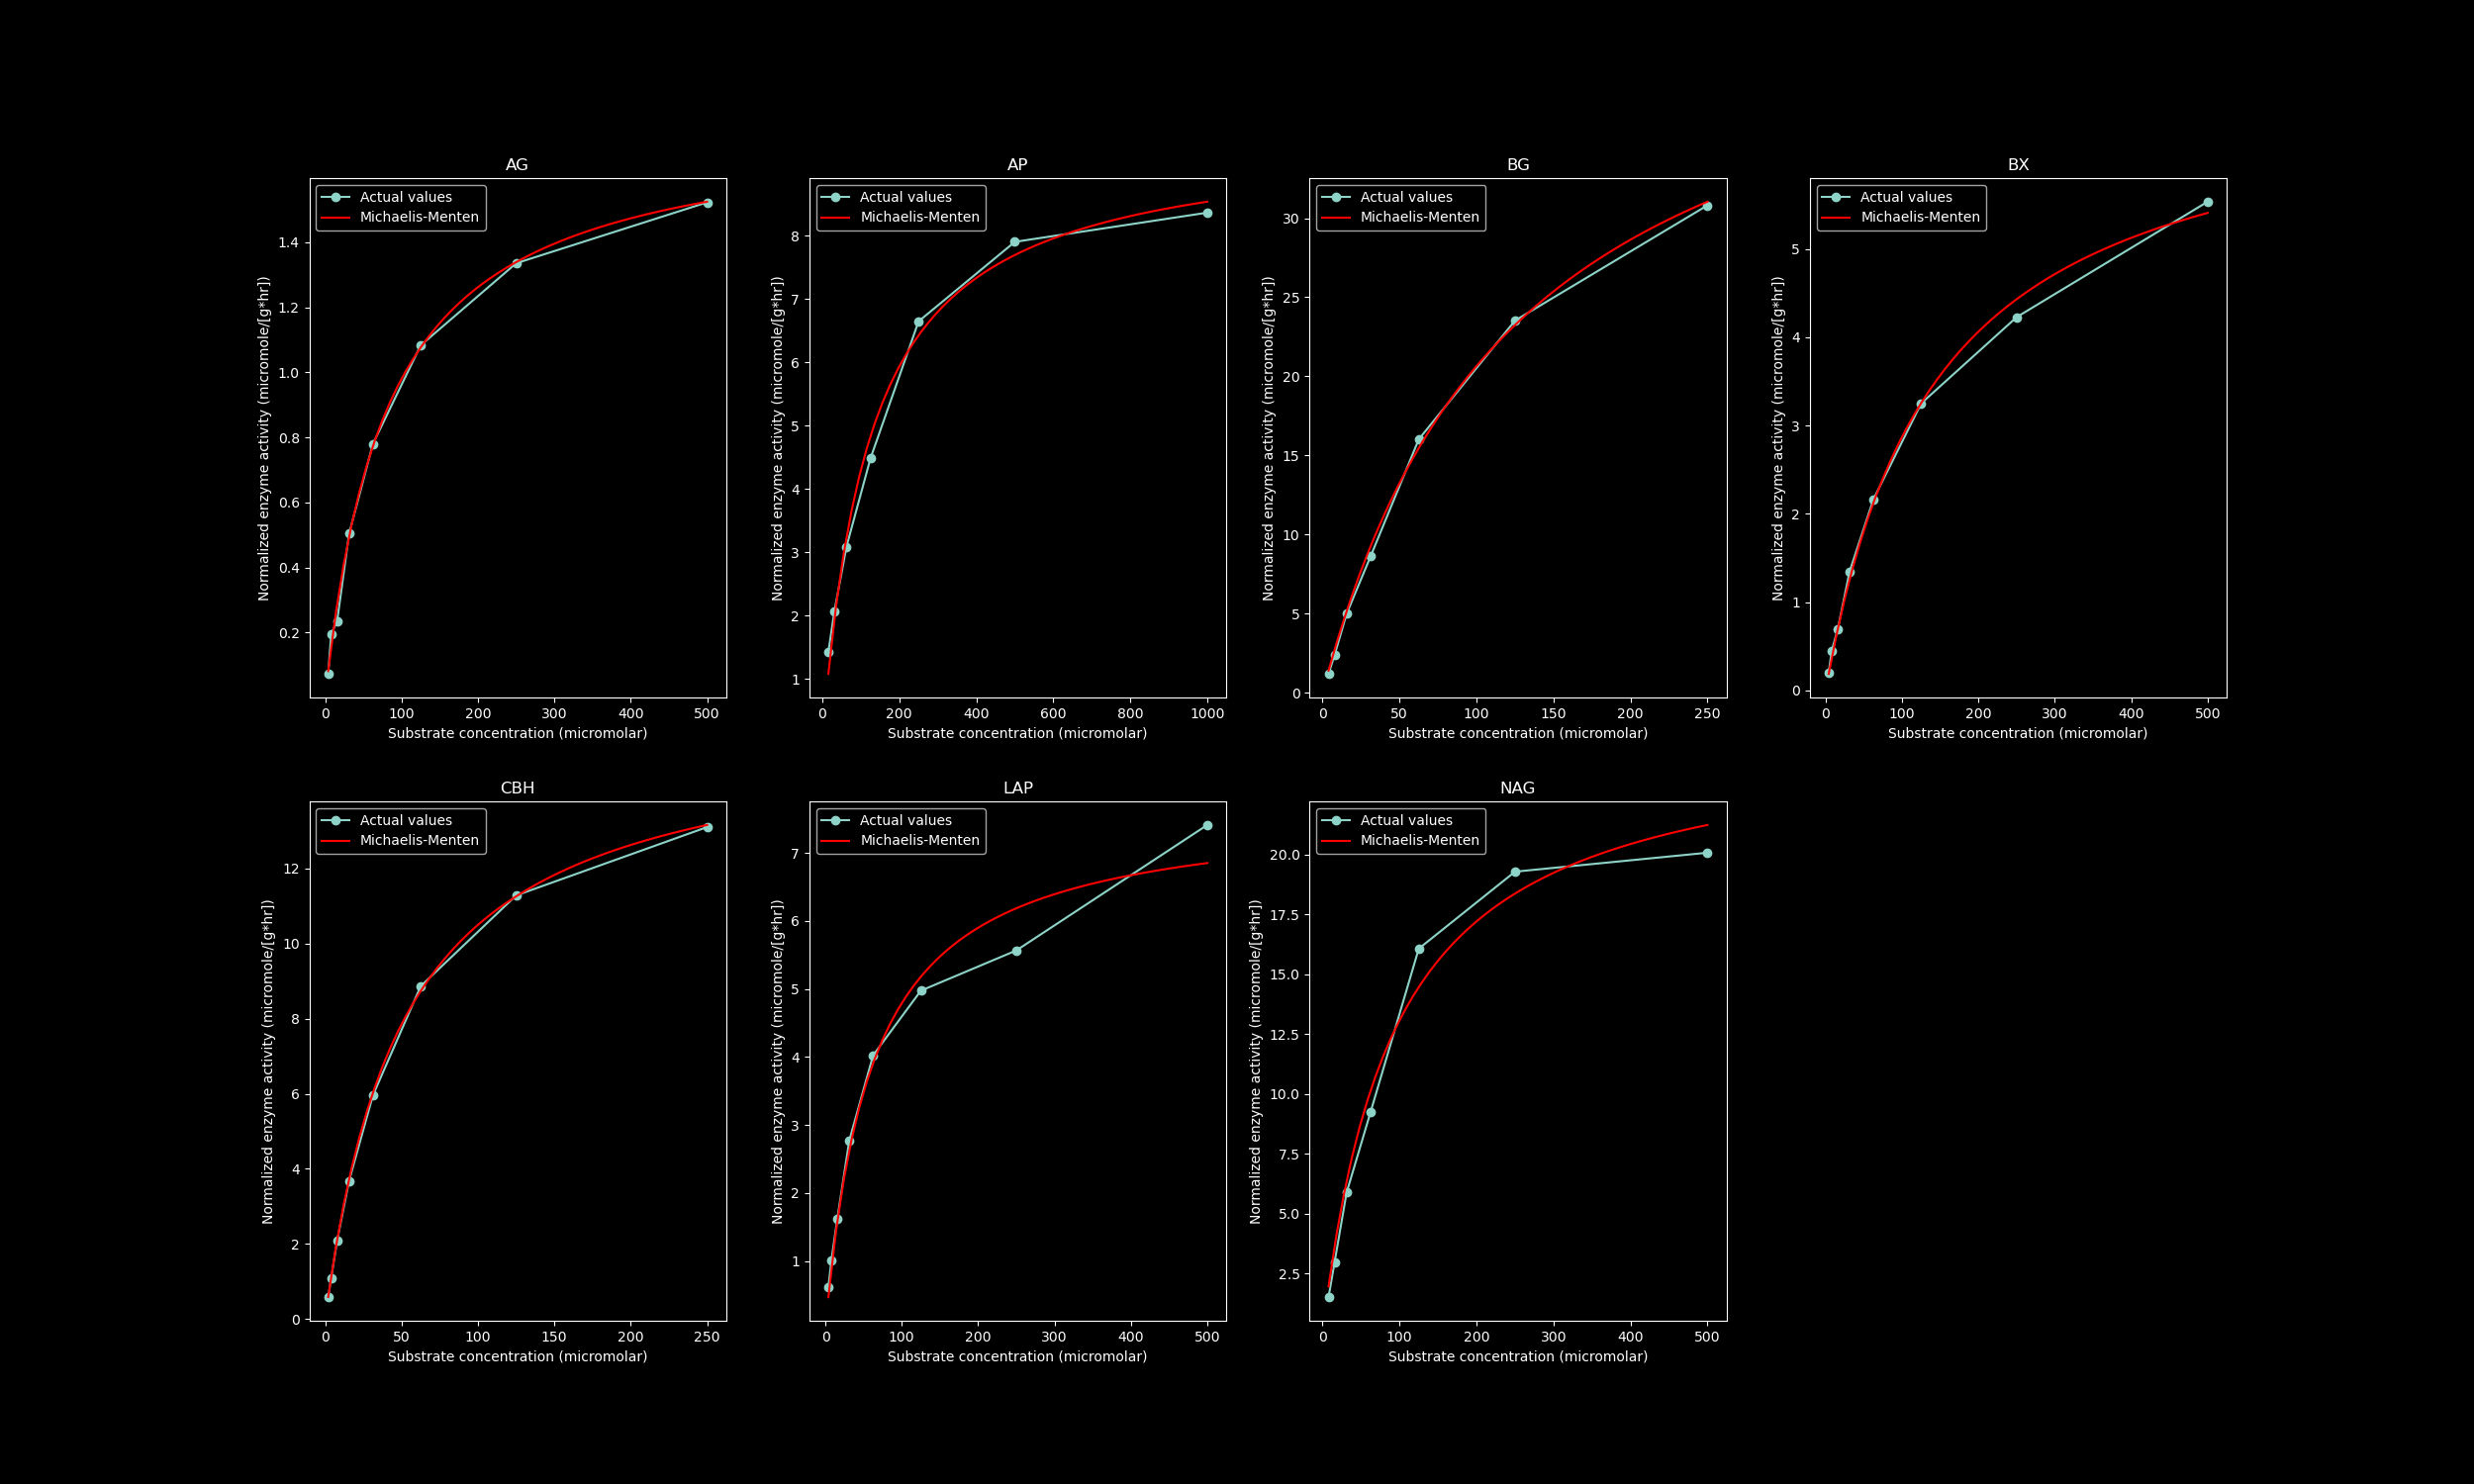 AG
Actual values
Michaelis-Menten
Normalized enzyme activity (micromole/[g*hr])
1.4
1.2
1.0
0.8
0.6
0.4
0.2
0 100 200 300 400 500
Substrate concentration (micromolar)
AP
Actual values
Michaelis-Menten
Normalized enzyme activity (micromole/[g*hr])
8
7
6
5
4
3
2
1
0 200 400 600 800 1000
Substrate concentration (micromolar)
BG
Actual values
Michaelis-Menten
Normalized enzyme activity (micromole/[g*hr])
30
25
20
15
10
5
0
0 50 100 150 200 250
Substrate concentration (micromolar)
BX
Actual values
Michaelis-Menten
Normalized enzyme activity (micromole/[g*hr])
5
4
3
2
1
0
0 100 200 300 400 500
Substrate concentration (micromolar)
CBH
Actual values
Michaelis-Menten
Normalized enzyme activity (micromole/[g*hr])
12
10
8
6
4
2
0
0 50 100 150 200 250
Substrate concentration (micromolar)
LAP
Actual values
Michaelis-Menten
Normalized enzyme activity (micromole/[g*hr])
7
6
5
4
3
2
1
0 100 200 300 400 500
Substrate concentration (micromolar)
NAG
Actual values
Michaelis-Menten
Normalized enzyme activity (micromole/[g*hr])
20.0
17.5
15.0
12.5
10.0
7.5
5.0
2.5
0 100 200 300 400 500
Substrate concentration (micromolar)